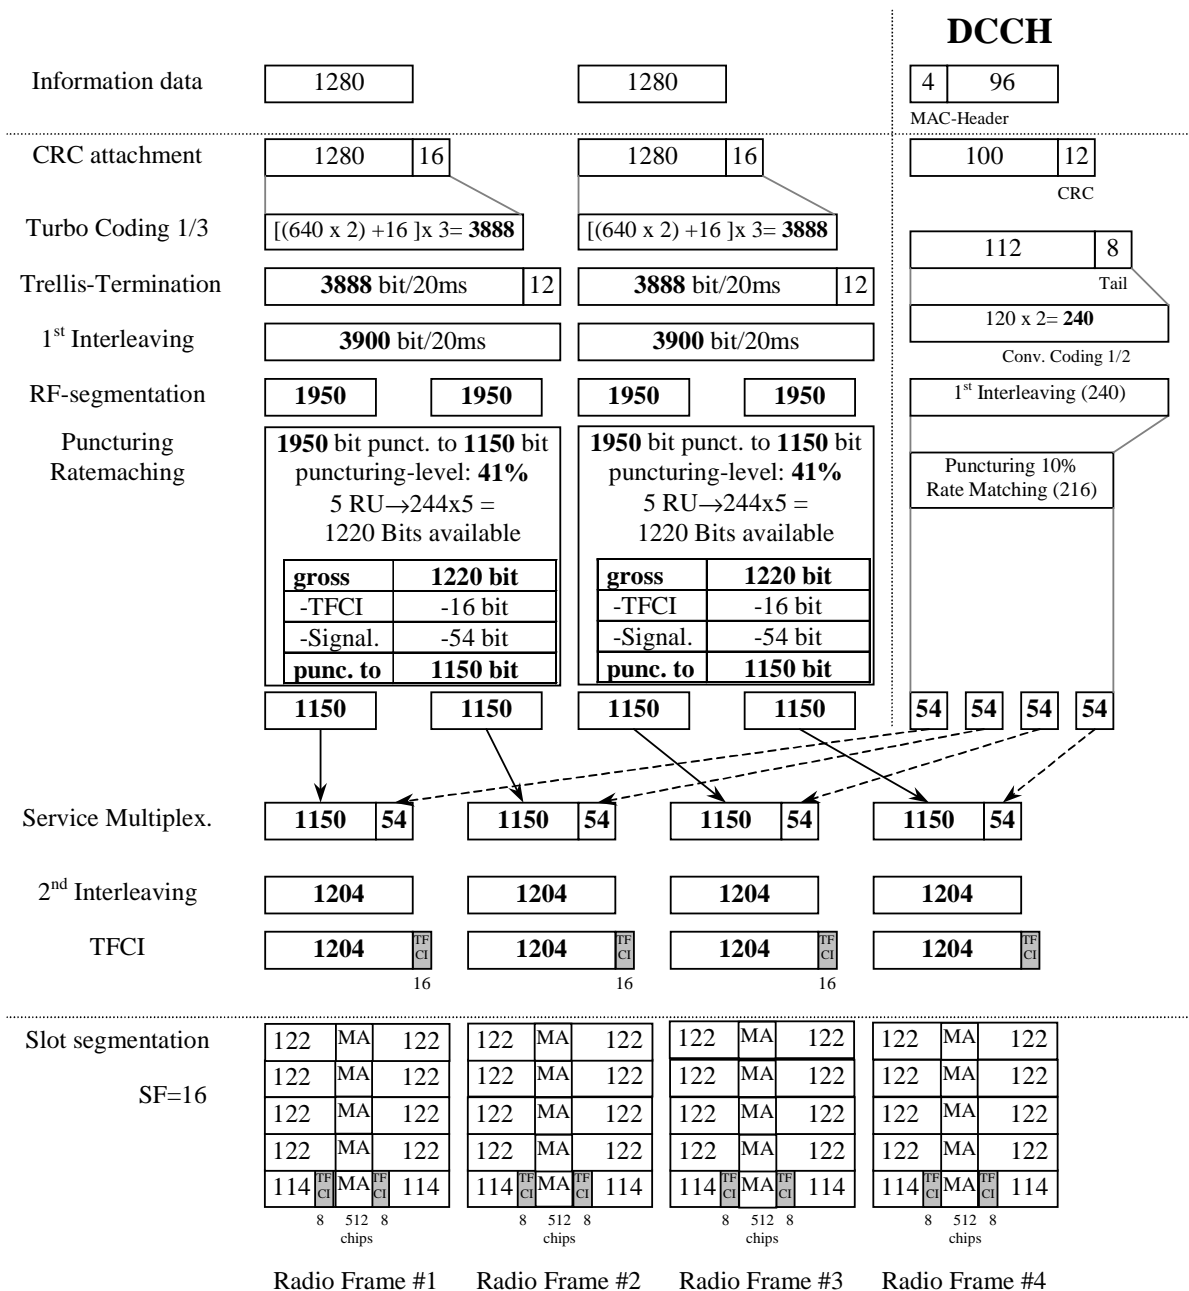 DCCH
Information data 1280 1280 4 96
MAC-Header
CRC attachment 1280 16 1280 16 100 12
CRC
Turbo Coding 1/3 [(640 x 2) +16 ]x 3= 3888 [(640 x 2) +16 ]x 3= 3888
112 8
Tail
Trellis-Termination 3888 bit/20ms 12 3888 bit/20ms 12
120 x 2= 240
Conv. Coding 1/2
1st Interleaving 3900 bit/20ms 3900 bit/20ms
RF-segmentation 1950 1950 1950 1950 1st Interleaving (240)
Puncturing
Ratemaching
1950 bit punct. to 1150 bit
puncturing-level: 41%
5 RU→244x5 =
1220 Bits available
gross 1220 bit
-TFCI -16 bit
-Signal. -54 bit
punc. to 1150 bit
1950 bit punct. to 1150 bit
puncturing-level: 41%
5 RU→244x5 =
1220 Bits available
gross 1220 bit
-TFCI -16 bit
-Signal. -54 bit
punc. to 1150 bit
Puncturing 10%
Rate Matching (216)
1150 1150 1150 1150 54 54 54 54
Service Multiplex. 1150 54 1150 54 1150 54 1150 54
2nd Interleaving 1204 1204 1204 1204
TFCI 1204 TF CI 1204 TF CI 1204 TF CI 1204 TF CI
16 16 16
Slot segmentation 122 MA 122 122 MA 122 122 MA 122 122 MA 122
SF=16 122 MA 122 122 MA 122 122 MA 122 122 MA 122
122 MA 122 122 MA 122 122 MA 122 122 MA 122
122 MA 122 122 MA 122 122 MA 122 122 MA 122
114 TF CI MA TF CI 114 114 TF CI MA TF CI 114 114 TF CI MA TF CI 114 114 TF CI MA TF CI 114
8 512 8 8 512 8 8 512 8 8 512 8
chips chips chips chips
Radio Frame #1 Radio Frame #2 Radio Frame #3 Radio Frame #4